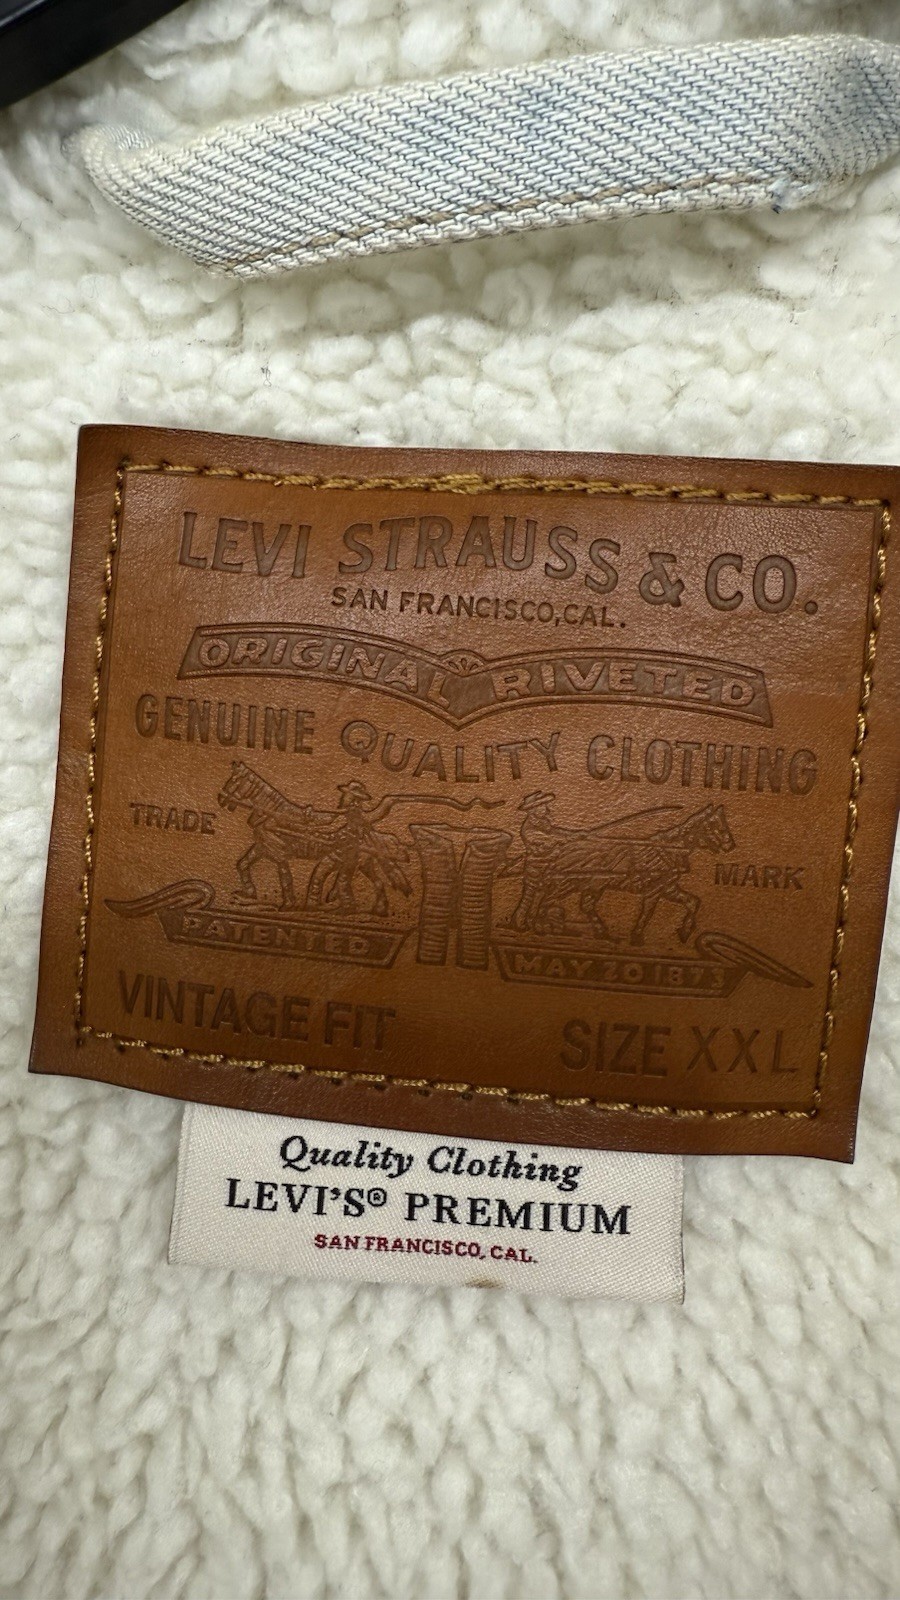 LEVI STRAUSS & CO.
SAN FRANCISCO, CAL.
ORIGINAL RIVETED
GENUINE QUALITY CLOTHING
TRADE MARK
PATENTED MAY 20 1873
VINTAGE FIT SIZE XXL
Quality Clothing
LEVI'S® PREMIUM
SAN FRANCISCO, CAL.